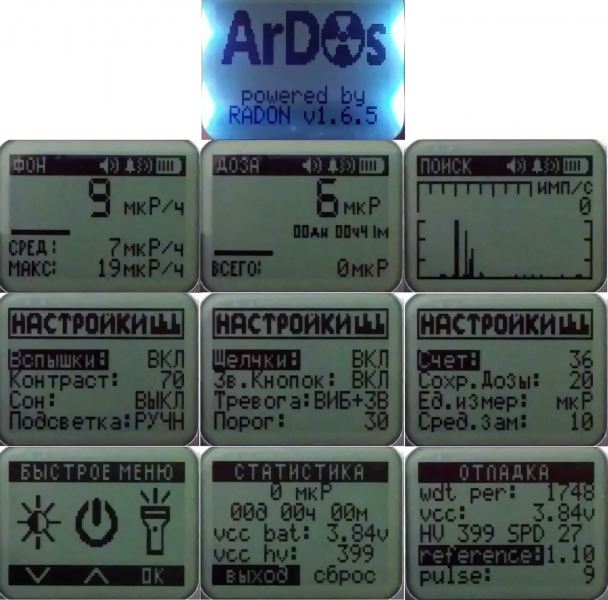 ArDos
powered by
RADON v1.6.5
ФОН
9 мкР/ч
СРЕД: 7мкР/ч
МАКС: 19мкР/ч
ДОЗА
6 мкР
00дн 00ч41м
ВСЕГО: 0мкР
ПОИСК
ИМП/С
0
НАСТРОЙКИ
Вспышки: ВКЛ
Контраст: 70
Сон: ВЫКЛ
Подсветка:РУЧН
НАСТРОЙКИ
Щелчки: ВКЛ
Зв.Кнопок: ВКЛ
Тревога:ВИБ+ЗВ
Порог: 30
НАСТРОЙКИ
Счет: 36
Сохр.Дозы: 20
Ед.измер: мкР
Сред.зам: 10
БЫСТРОЕ МЕНЮ
ОК
СТАТИСТИКА
0 мкР
00д 00ч 00м
vcc bat: 3.84v
vcc hv: 399
выход сброс
ОТЛАДКА
wdt per: 1748
vcc: 3.84v
HV 399 SPD 27
reference:1.10
pulse: 9